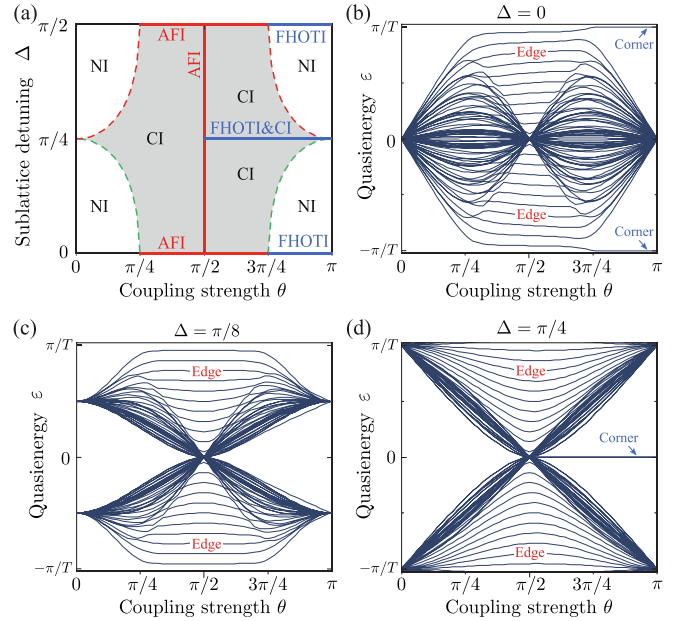 (a)
π/2
π/4
0
Sublattice detuning Δ
AFI
FHOTI
NI
NI
AFI
CI
CI
FHOTI&CI
CI
NI
NI
AFI
FHOTI
0
π/4
π/2
3π/4
π
Coupling strength θ
(b)
Δ = 0
π/T
0
−π/T
Quasienergy ε
Corner
Edge
Edge
Corner
0
π/4
π/2
3π/4
π
Coupling strength θ
(c)
Δ = π/8
π/T
0
−π/T
Quasienergy ε
Edge
Edge
0
π/4
π/2
3π/4
π
Coupling strength θ
(d)
Δ = π/4
π/T
0
−π/T
Quasienergy ε
Edge
Corner
Edge
0
π/4
π/2
3π/4
π
Coupling strength θ